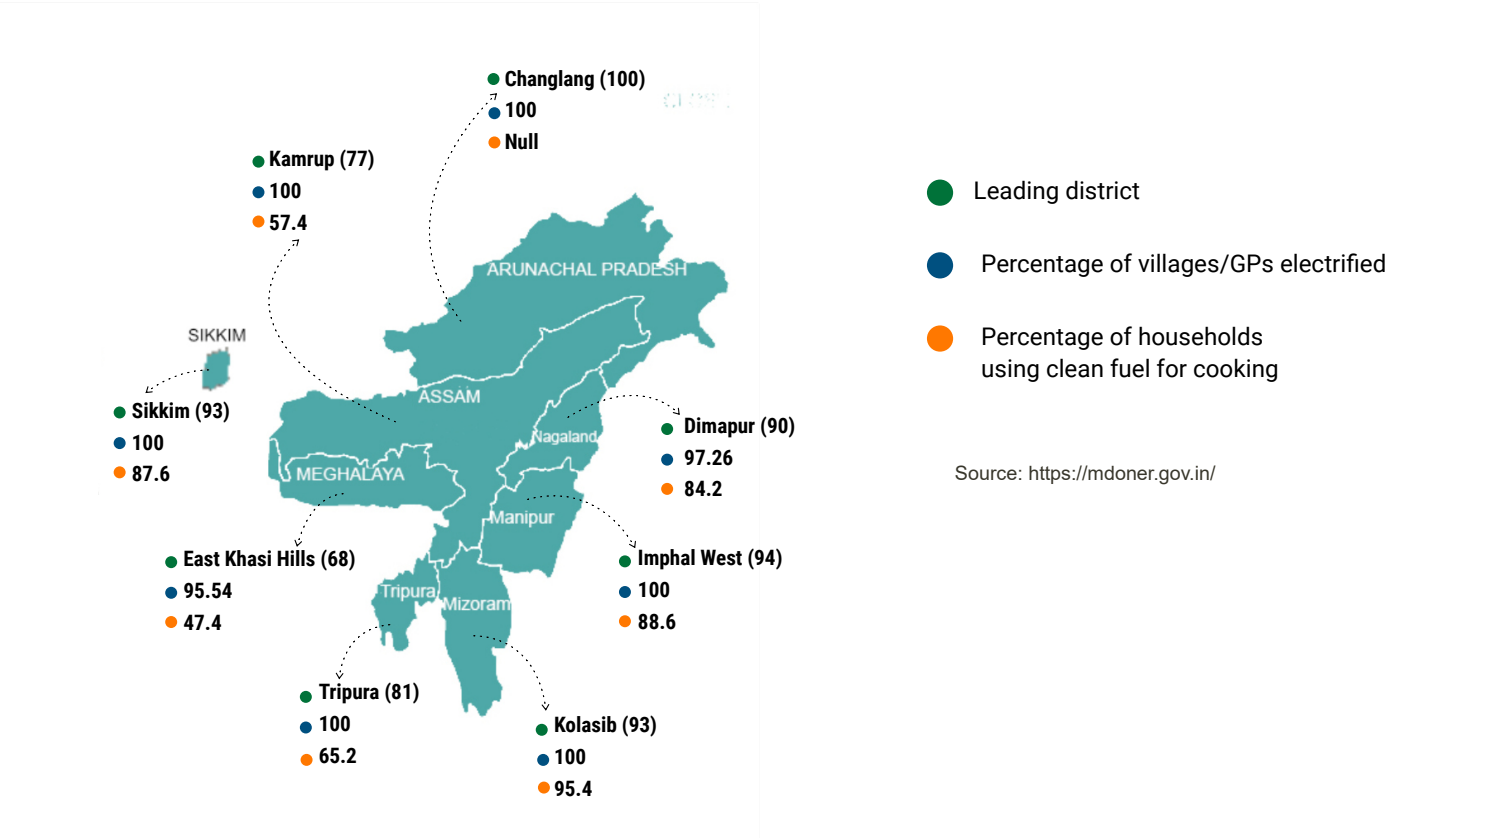 Changlang (100)
100
Null
Kamrup (77)
100
57.4
ARUNACHAL PRADESH
SIKKIM
ASSAM
Sikkim (93)
100
87.6
Nagaland
Dimapur (90)
97.26
84.2
MEGHALAYA
Manipur
East Khasi Hills (68)
95.54
47.4
Imphal West (94)
100
88.6
Tripura
Mizoram
Tripura (81)
100
65.2
Kolasib (93)
100
95.4
Leading district
Percentage of villages/GPs electrified
Percentage of households
using clean fuel for cooking
Source: https://mdoner.gov.in/